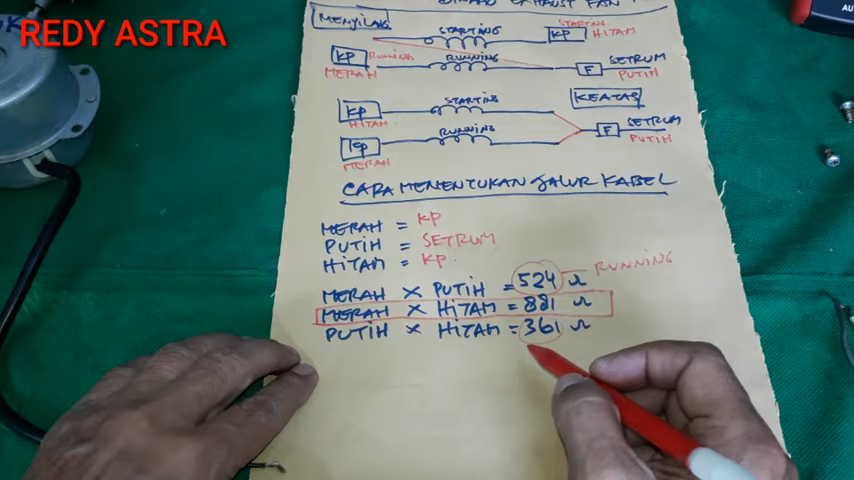 DINAMO EXHAUST FAN
REDY ASTRA
MENYILANG
STARTING
KP
STARTING
HITAM
KP
RUNNING
MERAH
RUNNING
F
SETRUM
PUTIH
KEATAS
KP
HITAM
STARTING
F
SETRUM
PUTIH
KP
MERAH
RUNNING
CARA MENENTUKAN JALUR KABEL
MERAH = KP
PUTIH = SETRUM
HITAM = KP.
MERAH X PUTIH = 524 Ω RUNNING
MERAH X HITAM = 881 Ω
PUTIH X HITAM = 361 Ω
AU